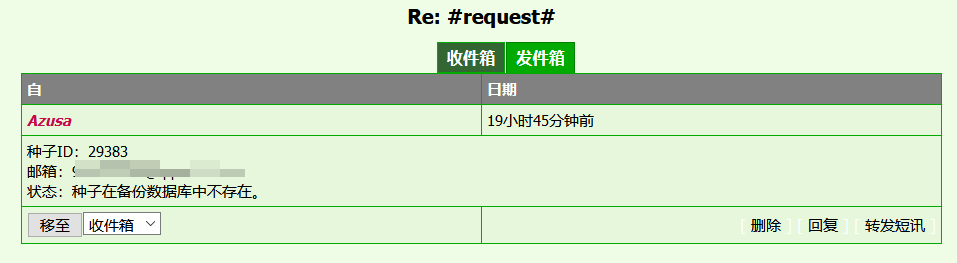 Re: #request#
收件箱 发件箱
自 日期
Azusa 19小时45分钟前
种子ID：29383
邮箱：
状态：种子在备份数据库中不存在。
移至 收件箱 [ 删除 ] [ 回复 ] [ 转发短讯 ]